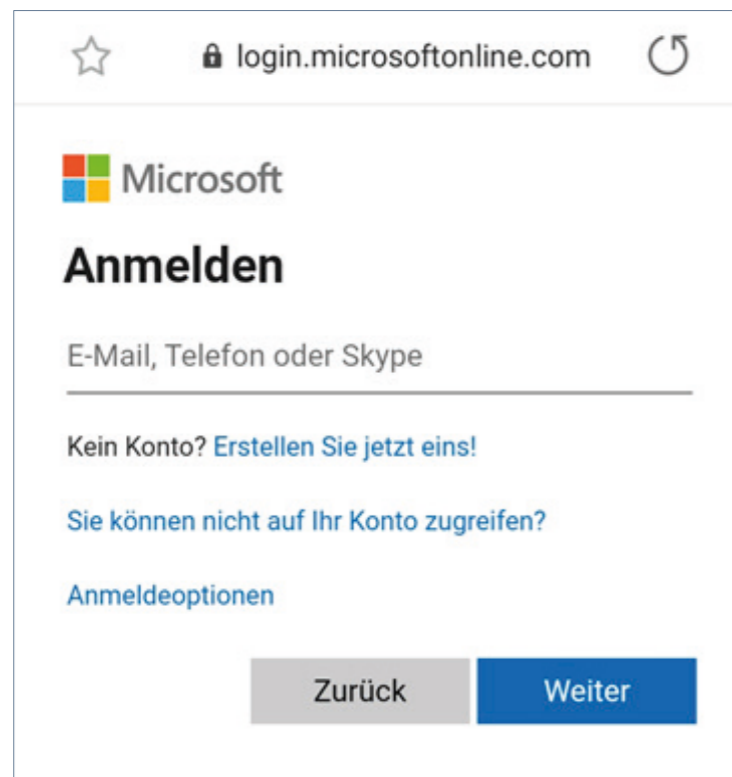 login.microsoftonline.com
Microsoft
Anmelden
E-Mail, Telefon oder Skype
Kein Konto? Erstellen Sie jetzt eins!
Sie können nicht auf Ihr Konto zugreifen?
Anmeldeoptionen
Zurück Weiter